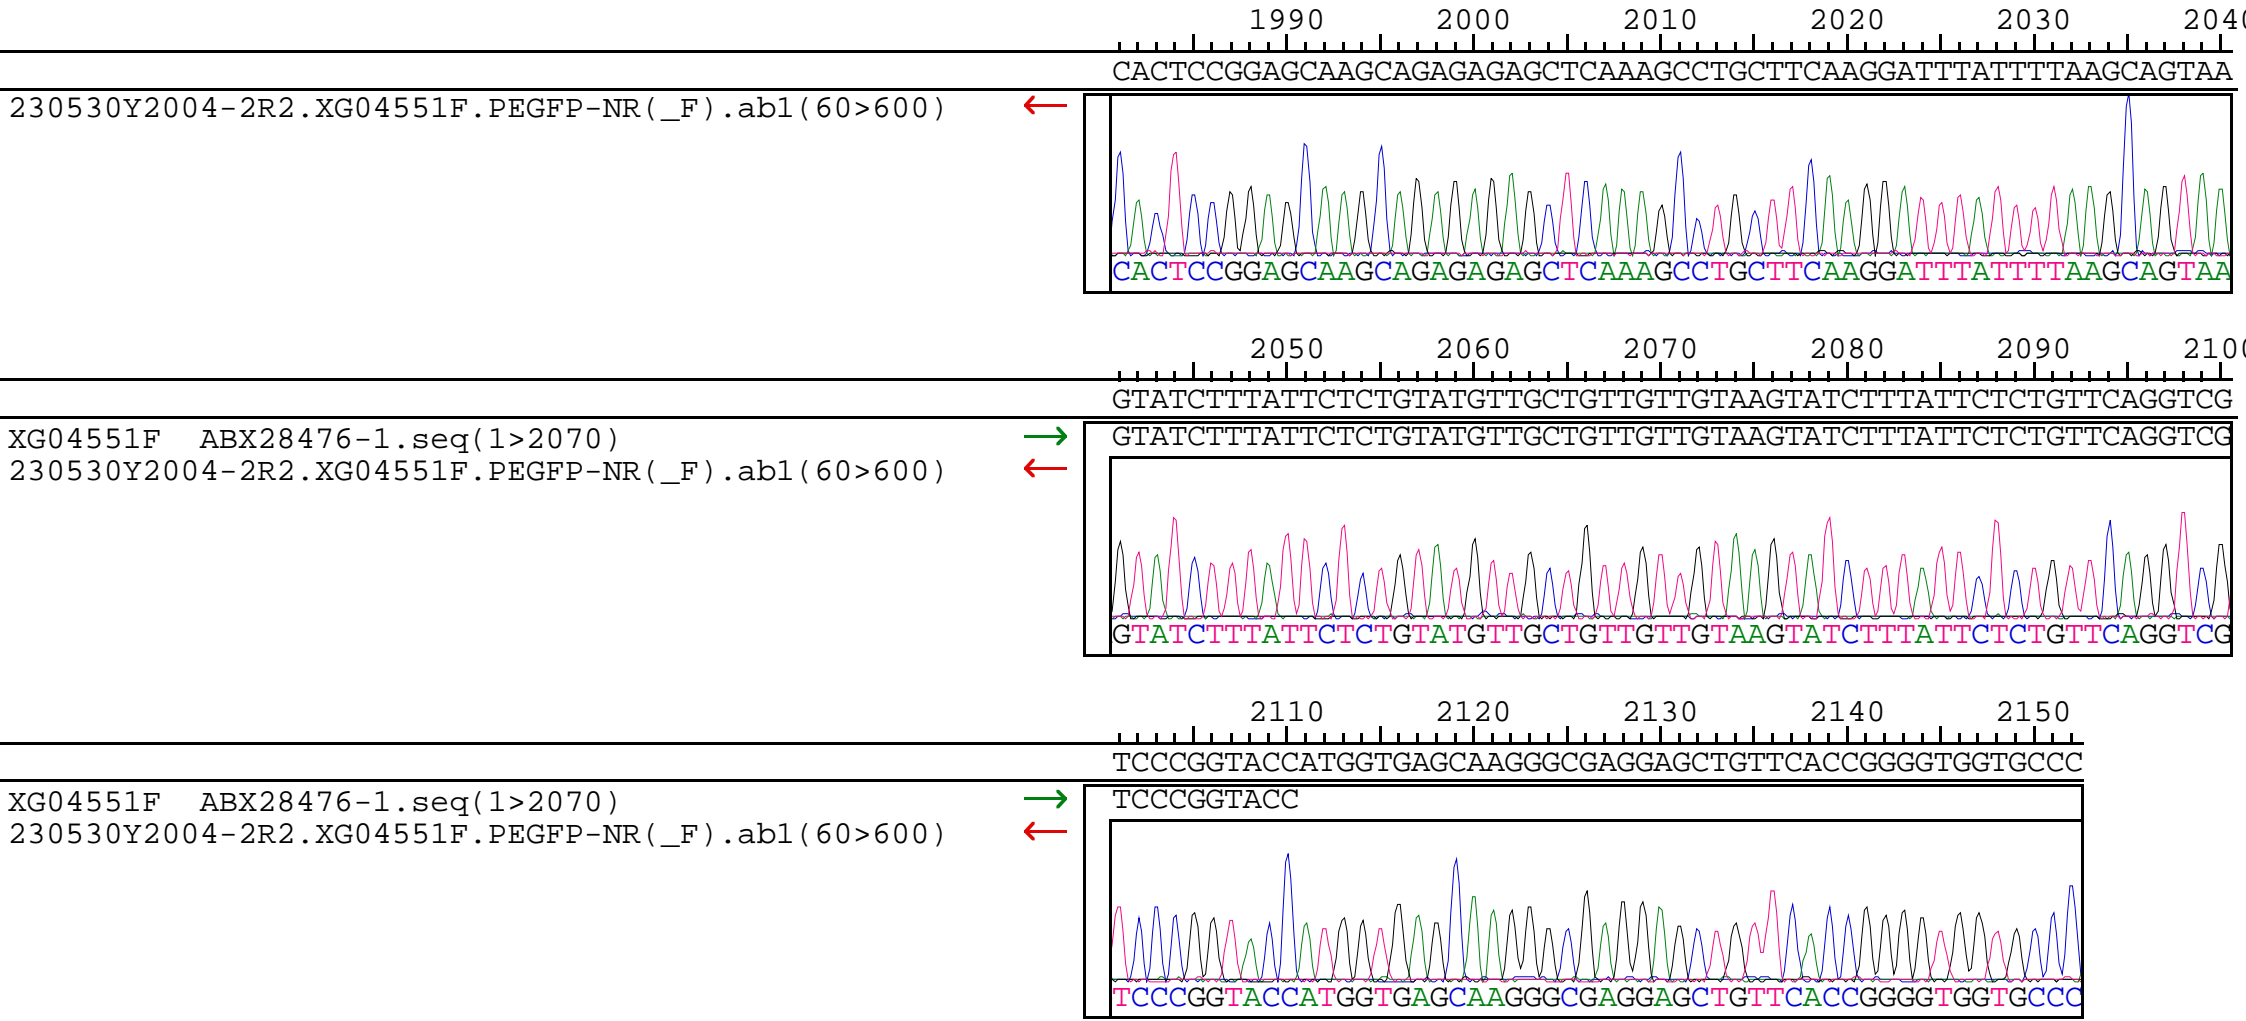 1990 2000 2010 2020 2030 2040
CACTCCGGAGCAAGCAGAGAGAGCTCAAAGCCTGCTTCAAGGATTTATTTTAAGCAGTAA
230530Y2004-2R2.XG04551F.PEGFP-NR(_F).ab1(60>600) ←
CACTCCGGAGCAAGCAGAGAGAGCTCAAAGCCTGCTTCAAGGATTTATTTTAAGCAGTAA
2050 2060 2070 2080 2090 2100
GTATCTTTATTCTCTGTATGTTGCTGTTGTTGTAAGTATCTTTATTCTCTGTTCAGGTCG
XG04551F ABX28476-1.seq(1>2070) → GTATCTTTATTCTCTGTATGTTGCTGTTGTTGTAAGTATCTTTATTCTCTGTTCAGGTCG
230530Y2004-2R2.XG04551F.PEGFP-NR(_F).ab1(60>600) ←
GTATCTTTATTCTCTGTATGTTGCTGTTGTTGTAAGTATCTTTATTCTCTGTTCAGGTCG
2110 2120 2130 2140 2150
TCCCGGTACCATGGTGAGCAAGGGCGAGGAGCTGTTCACCGGGGTGGTGCCC
XG04551F ABX28476-1.seq(1>2070) → TCCCGGTACC
230530Y2004-2R2.XG04551F.PEGFP-NR(_F).ab1(60>600) ←
TCCCGGTACCATGGTGAGCAAGGGCGAGGAGCTGTTCACCGGGGTGGTGCCC